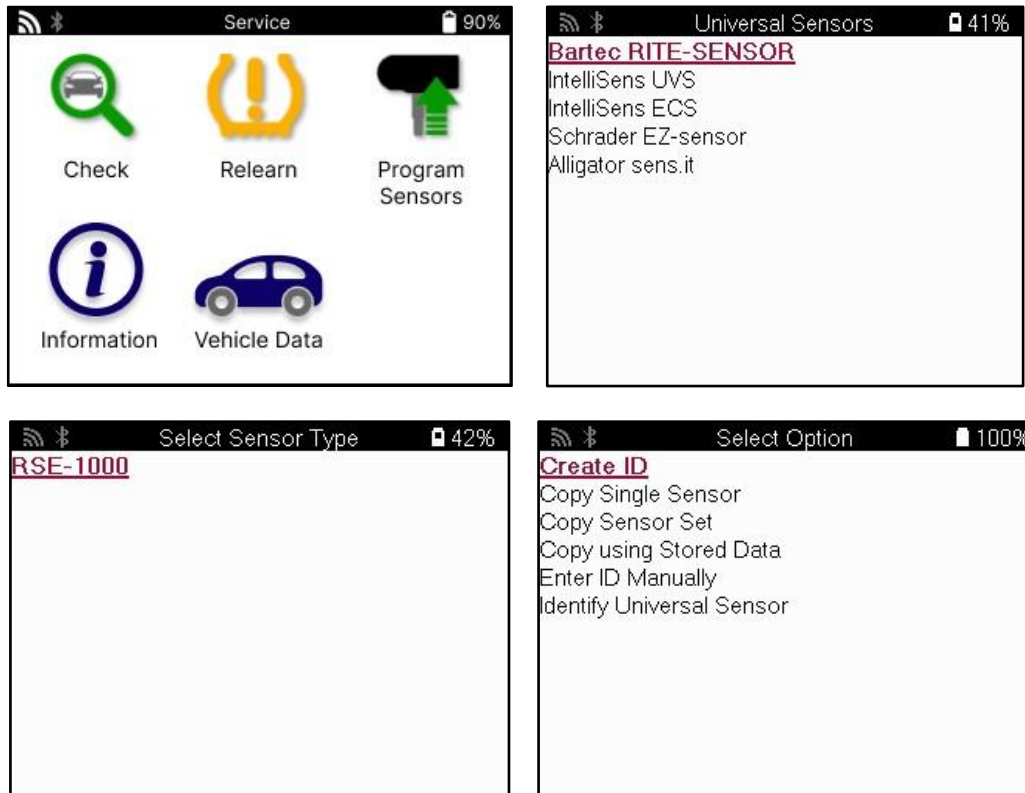 Service 90%
Check
Relearn
Program
Sensors
Information
Vehicle Data
Universal Sensors 41%
Bartec RITE-SENSOR
IntelliSens UVS
IntelliSens ECS
Schrader EZ-sensor
Alligator sens.it
Select Sensor Type 42%
RSE-1000
Select Option 100%
Create ID
Copy Single Sensor
Copy Sensor Set
Copy using Stored Data
Enter ID Manually
Identify Universal Sensor